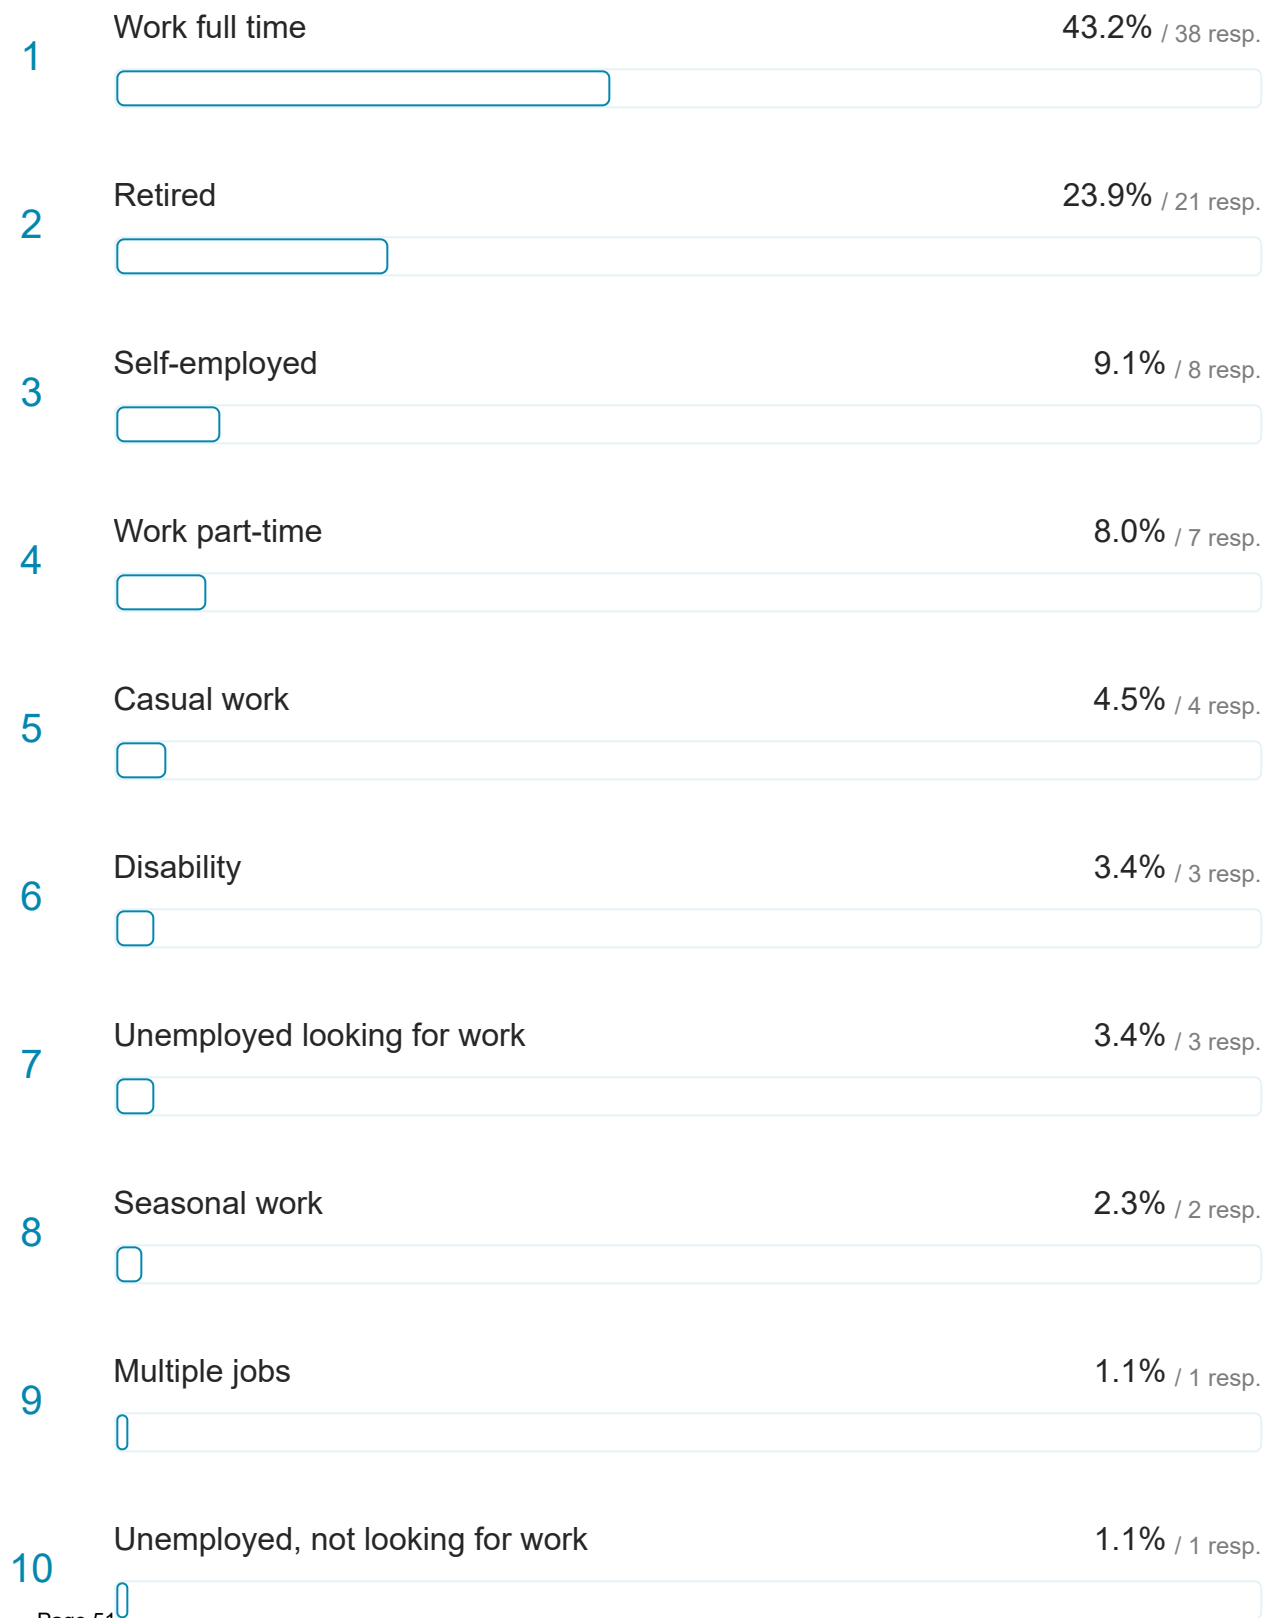 1
Work full time
43.2% / 38 resp.
2
Retired
23.9% / 21 resp.
3
Self-employed
9.1% / 8 resp.
4
Work part-time
8.0% / 7 resp.
5
Casual work
4.5% / 4 resp.
6
Disability
3.4% / 3 resp.
7
Unemployed looking for work
3.4% / 3 resp.
8
Seasonal work
2.3% / 2 resp.
9
Multiple jobs
1.1% / 1 resp.
10
Unemployed, not looking for work
1.1% / 1 resp.
Page 51